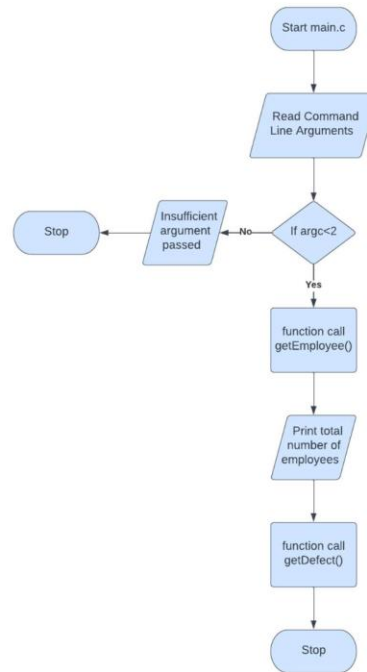 Start main.c
Read Command
Line Arguments
If argc<2
No
Insufficient
argument
passed
Stop
Yes
function call
getEmployee()
Print total
number of
employees
function call
getDefect()
Stop